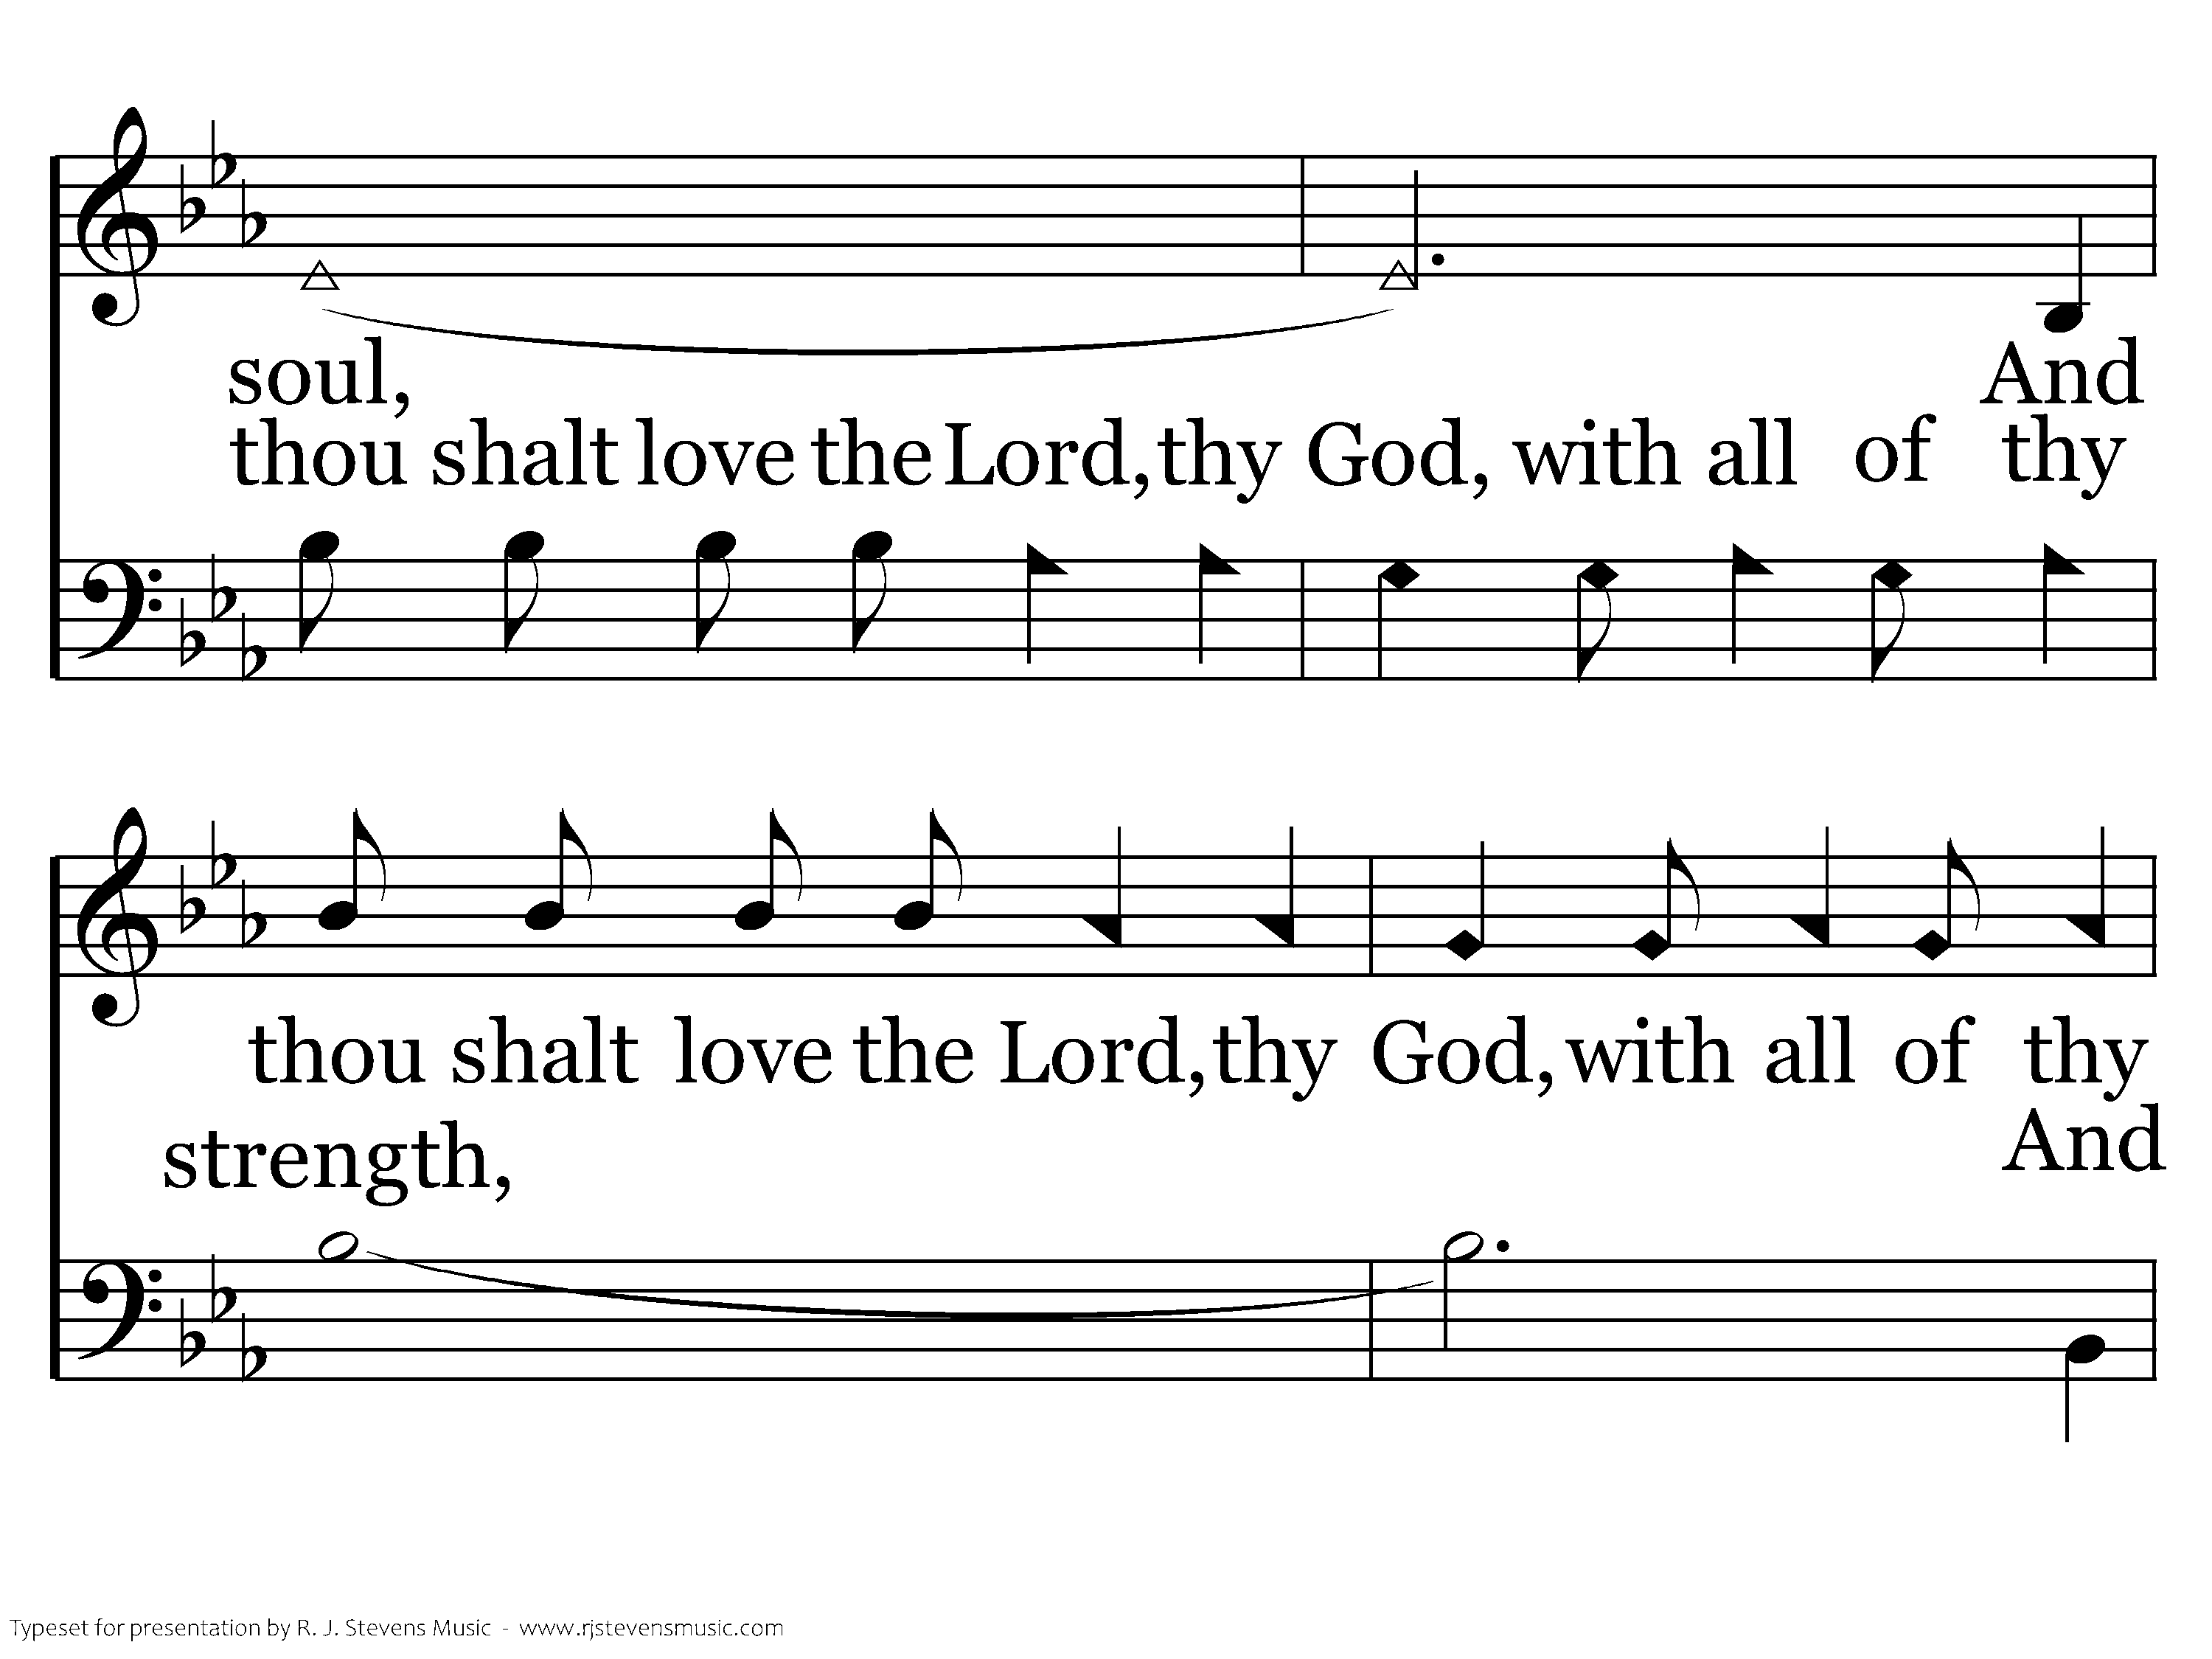 soul, And
thou shalt love the Lord, thy God, with all of thy
thou shalt love the Lord, thy God, with all of thy
strength, And
Typeset for presentation by R. J. Stevens Music - www.rjstevensmusic.com